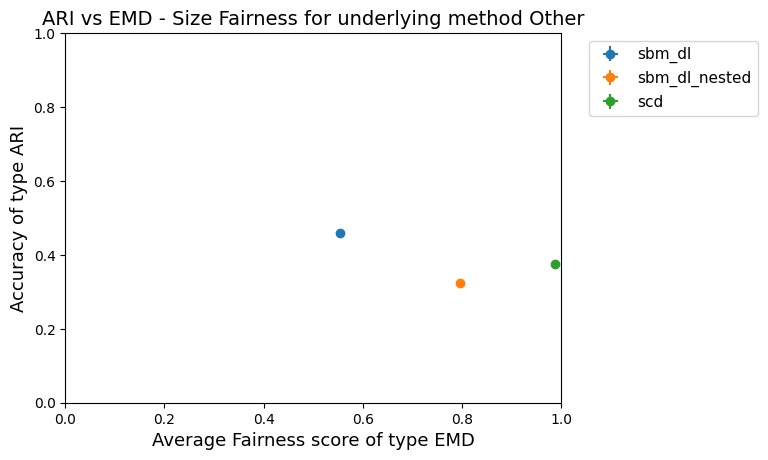 ARI vs EMD - Size Fairness for underlying method Other
1.0
0.8
0.6
0.4
0.2
0.0
Accuracy of type ARI
0.0 0.2 0.4 0.6 0.8 1.0
Average Fairness score of type EMD
sbm_dl
sbm_dl_nested
scd